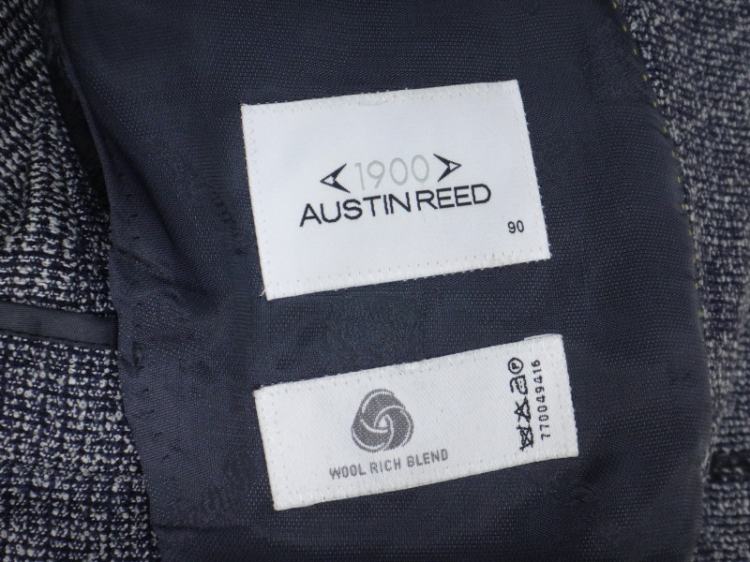 1900
AUSTIN REED
90
WOOL RICH BLEND
770049416